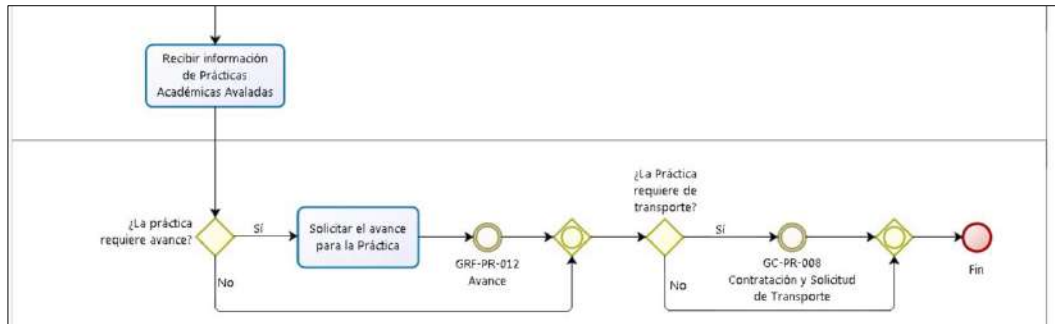 Recibir información
de Prácticas
Académicas Avaladas
¿La práctica
requiere avance?
Sí
No
Solicitar el avance
para la Práctica
GRF-PR-012
Avance
¿La Práctica
requiere de
transporte?
Sí
No
GC-PR-008
Contratación y Solicitud
de Transporte
Fin